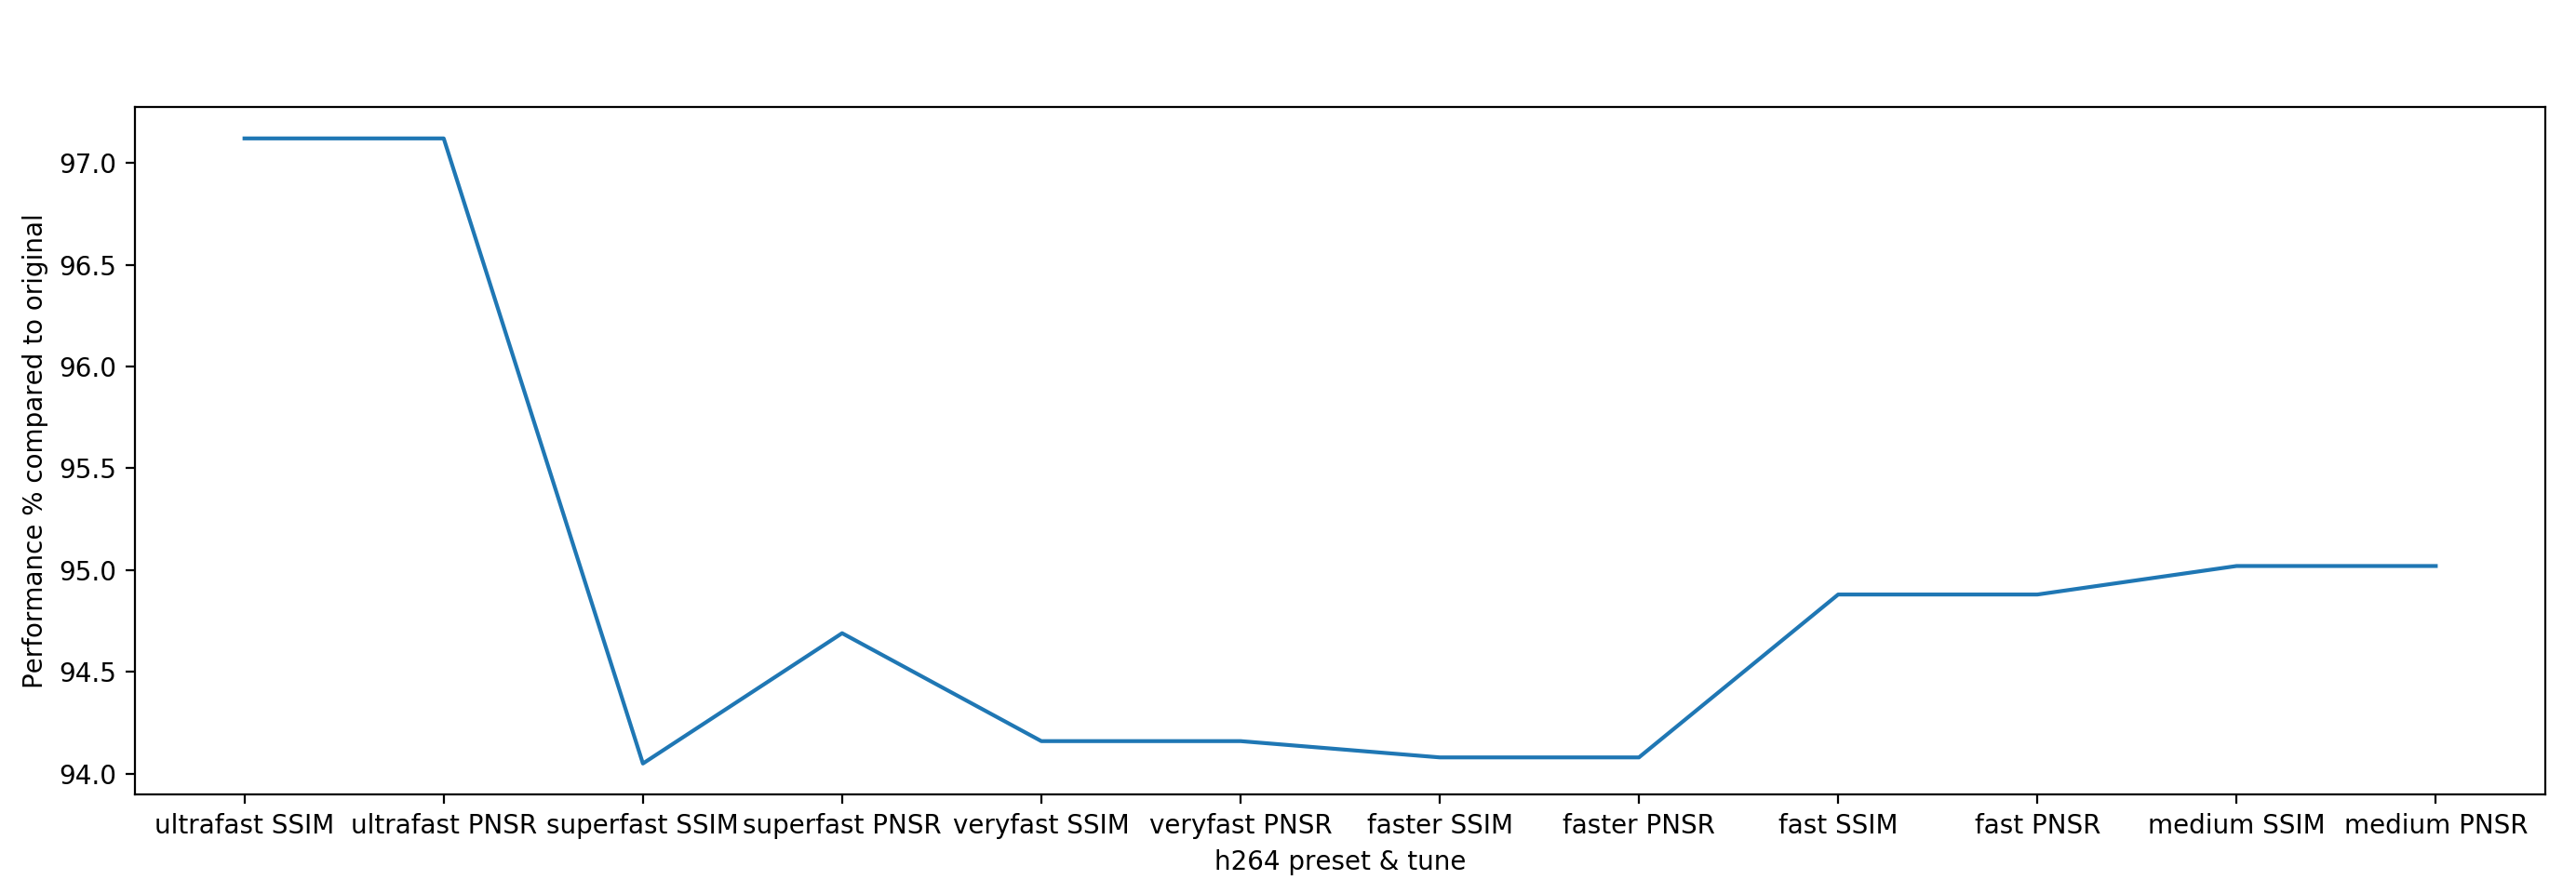 Performance % compared to original
97.0
96.5
96.0
95.5
95.0
94.5
94.0
ultrafast SSIM ultrafast PNSR superfast SSIM superfast PNSR veryfast SSIM veryfast PNSR faster SSIM faster PNSR fast SSIM fast PNSR medium SSIM medium PNSR
h264 preset & tune